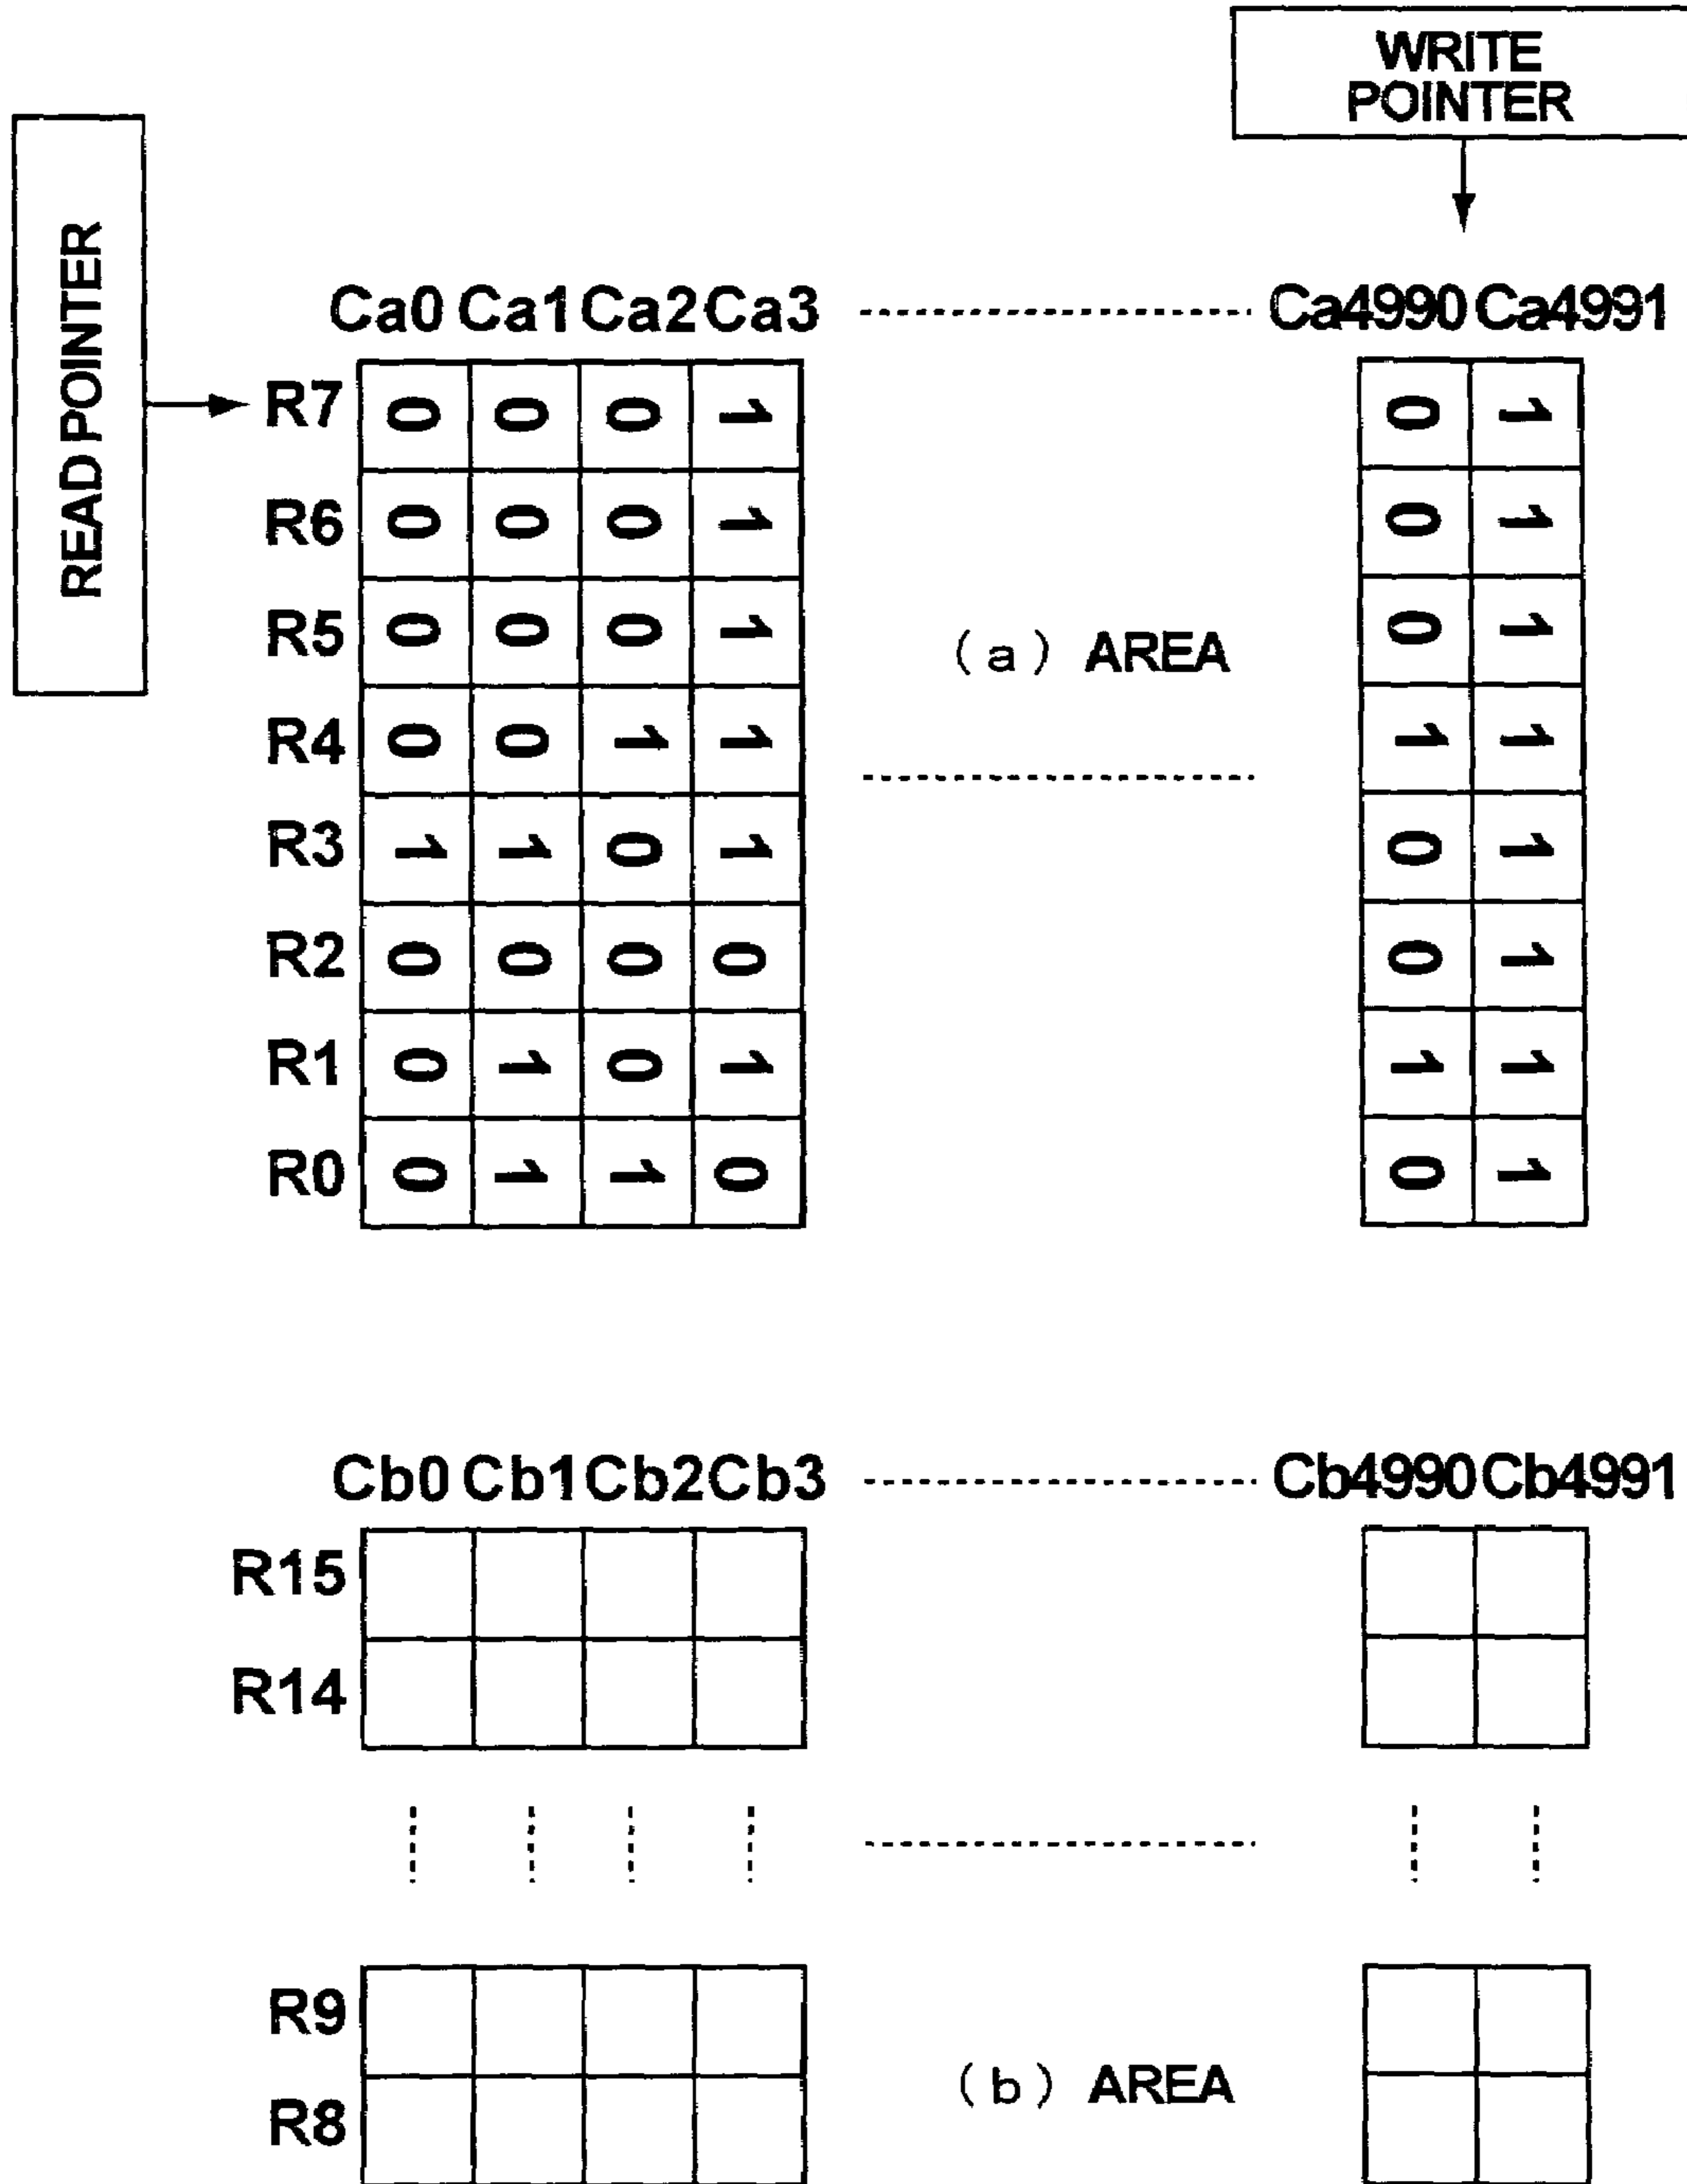 WRITE
POINTER
READ POINTER
Ca0 Ca1 Ca2 Ca3 Ca4990 Ca4991
R7 0 0 0 1 0 1
R6 0 0 0 1 0 1
R5 0 0 0 1 0 1
(a) AREA
R4 0 0 1 1 1 1
R3 1 1 0 1 0 1
R2 0 0 0 0 0 1
R1 0 1 0 1 1 1
R0 0 1 1 0 0 1
Cb0 Cb1 Cb2 Cb3 Cb4990 Cb4991
R15
R14
R9
(b) AREA
R8